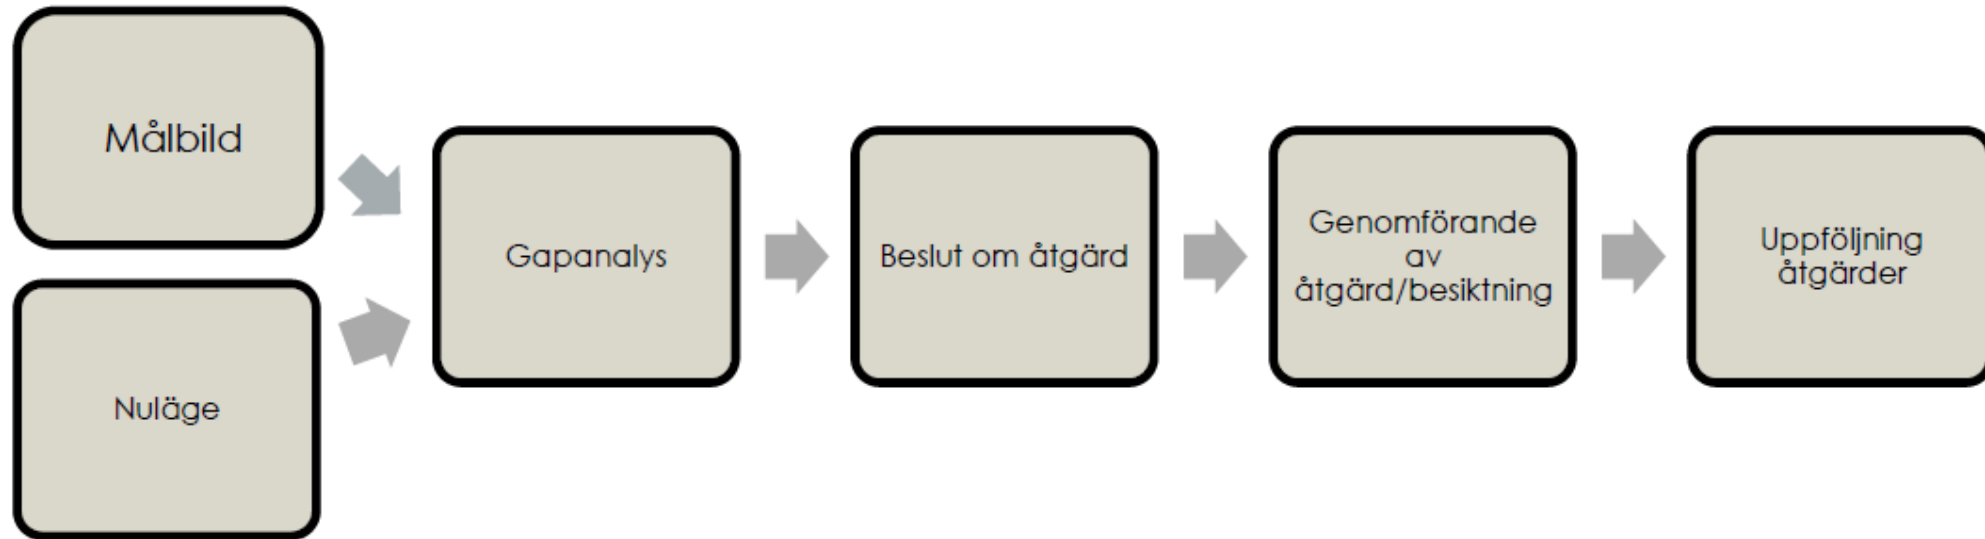 Målbild
Nuläge
Gapanalys
Beslut om åtgärd
Genomförande
av
åtgärd/besiktning
Uppföljning
åtgärder